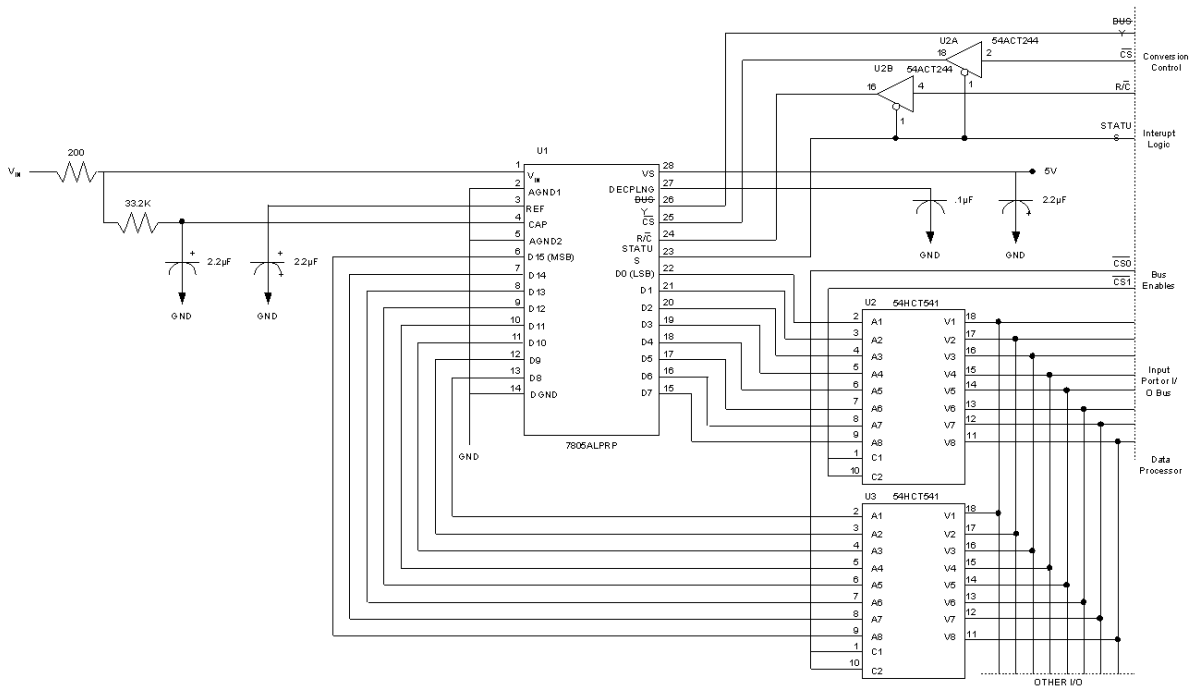 BUS
Y
U2A 54ACT244
18 2
CS
Conversion
Control
U2B 54ACT244
1
16 4
R/C
1
STATU
S
Interupt
Logic
U1
200
VIN
1 28
VIN VS
5V
2 27
AGND1 DECPLNG
3 26
REF BUS
Y
4 25
CAP CS
5 24
AGND2 R/C
STATU
S
6 23
D15 (MSB)
7 22
D14 D0 (LSB)
8 21
D13 D1
9 20
D12 D2
10 19
D11 D3
11 18
D10 D4
12 17
D9 D5
13 16
D8 D6
14 15
DGND D7
7805ALPRP
GND
33.2K
+
2.2µF
GND
+
2.2µF
+
GND
.1µF
GND
2.2µF
+
GND
CS0
CS1
Bus
Enables
U2 54HCT541
2 A1 V1 18
3 A2 V2 17
4 A3 V3 16
5 A4 V4 15
6 A5 V5 14
7 A6 V6 13
8 A7 V7 12
9 A8 V8 11
1 C1
10 C2
Input
Port or I/
O Bus
Data
Processor
U3 54HCT541
2 A1 V1 18
3 A2 V2 17
4 A3 V3 16
5 A4 V4 15
6 A5 V5 14
7 A6 V6 13
8 A7 V7 12
9 A8 V8 11
1 C1
10 C2
OTHER I/O